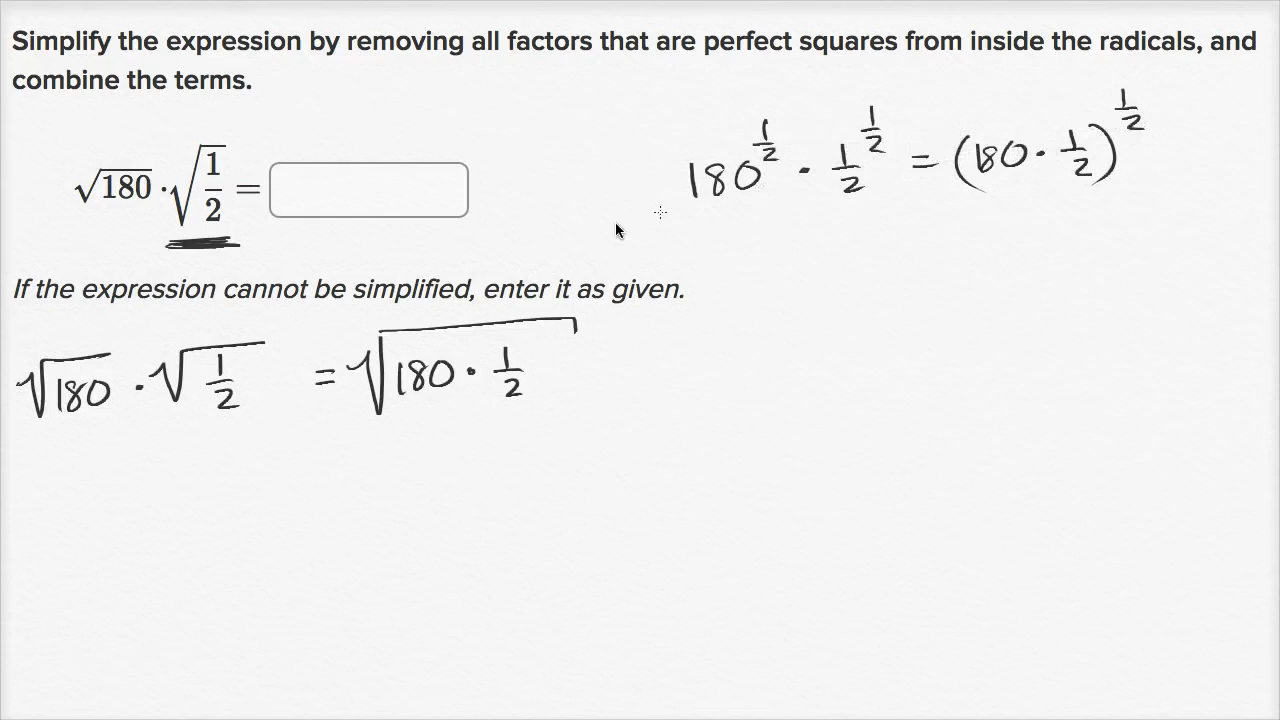 Simplify the expression by removing all factors that are perfect squares from inside the radicals, and
combine the terms.
180^(1/2) · 1/2^(1/2) = (180 · 1/2)^(1/2)
√180 · √(1/2) =
If the expression cannot be simplified, enter it as given.
√180 · √(1/2) = √(180 · 1/2)